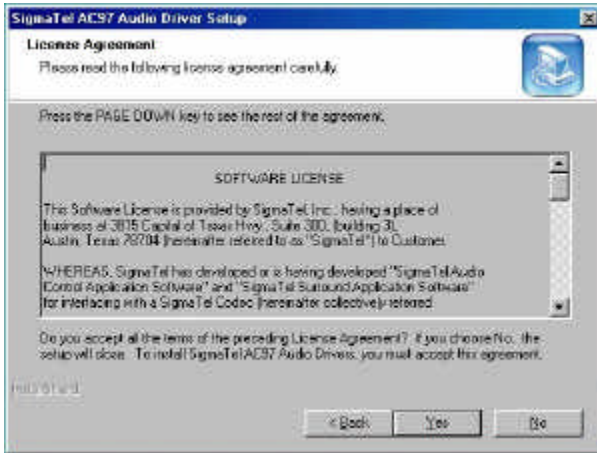 SigmaTel AC97 Audio Driver Setup
License Agreement
Please read the following license agreement carefully.
Press the PAGE DOWN key to see the rest of the agreement.
SOFTWARE LICENSE
This Software License is provided by SigmaTel, Inc.; having a place of
business at 3815 Capital of Texas Hwy., Suite 300, (building 3),
Austin, Texas 78704 (hereinafter referred to as "SigmaTel") to Customer.
WHEREAS, SigmaTel has developed or is having developed "SigmaTel Audio
Control Application Software" and "SigmaTel Surround Application Software"
for interfacing with a SigmaTel Codec (hereinafter collectively referred
Do you accept all the terms of the preceding License Agreement? If you choose No, the
setup will close. To install SigmaTel AC97 Audio Drivers, you must accept this agreement.
InstallShield
< Back
Yes
No